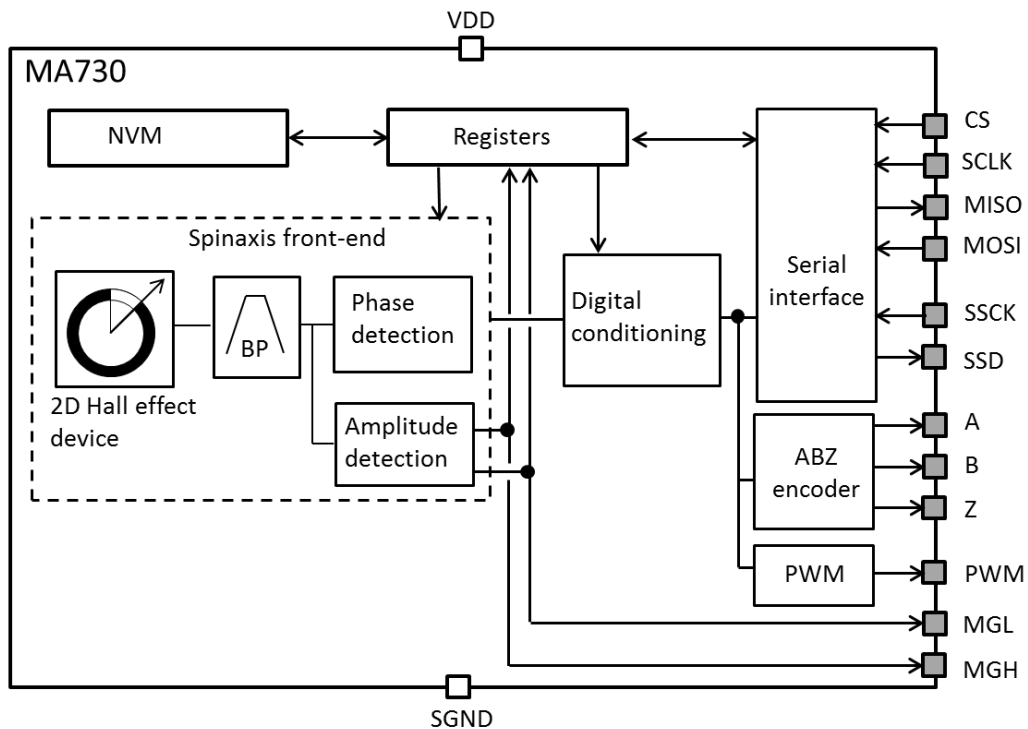 VDD
MA730
NVM
Registers
Serial
interface
CS
SCLK
MISO
MOSI
SSCK
SSD
Spinaxis front-end
2D Hall effect
device
BP
Phase
detection
Amplitude
detection
Digital
conditioning
ABZ
encoder
A
B
Z
PWM
PWM
MGL
MGH
SGND